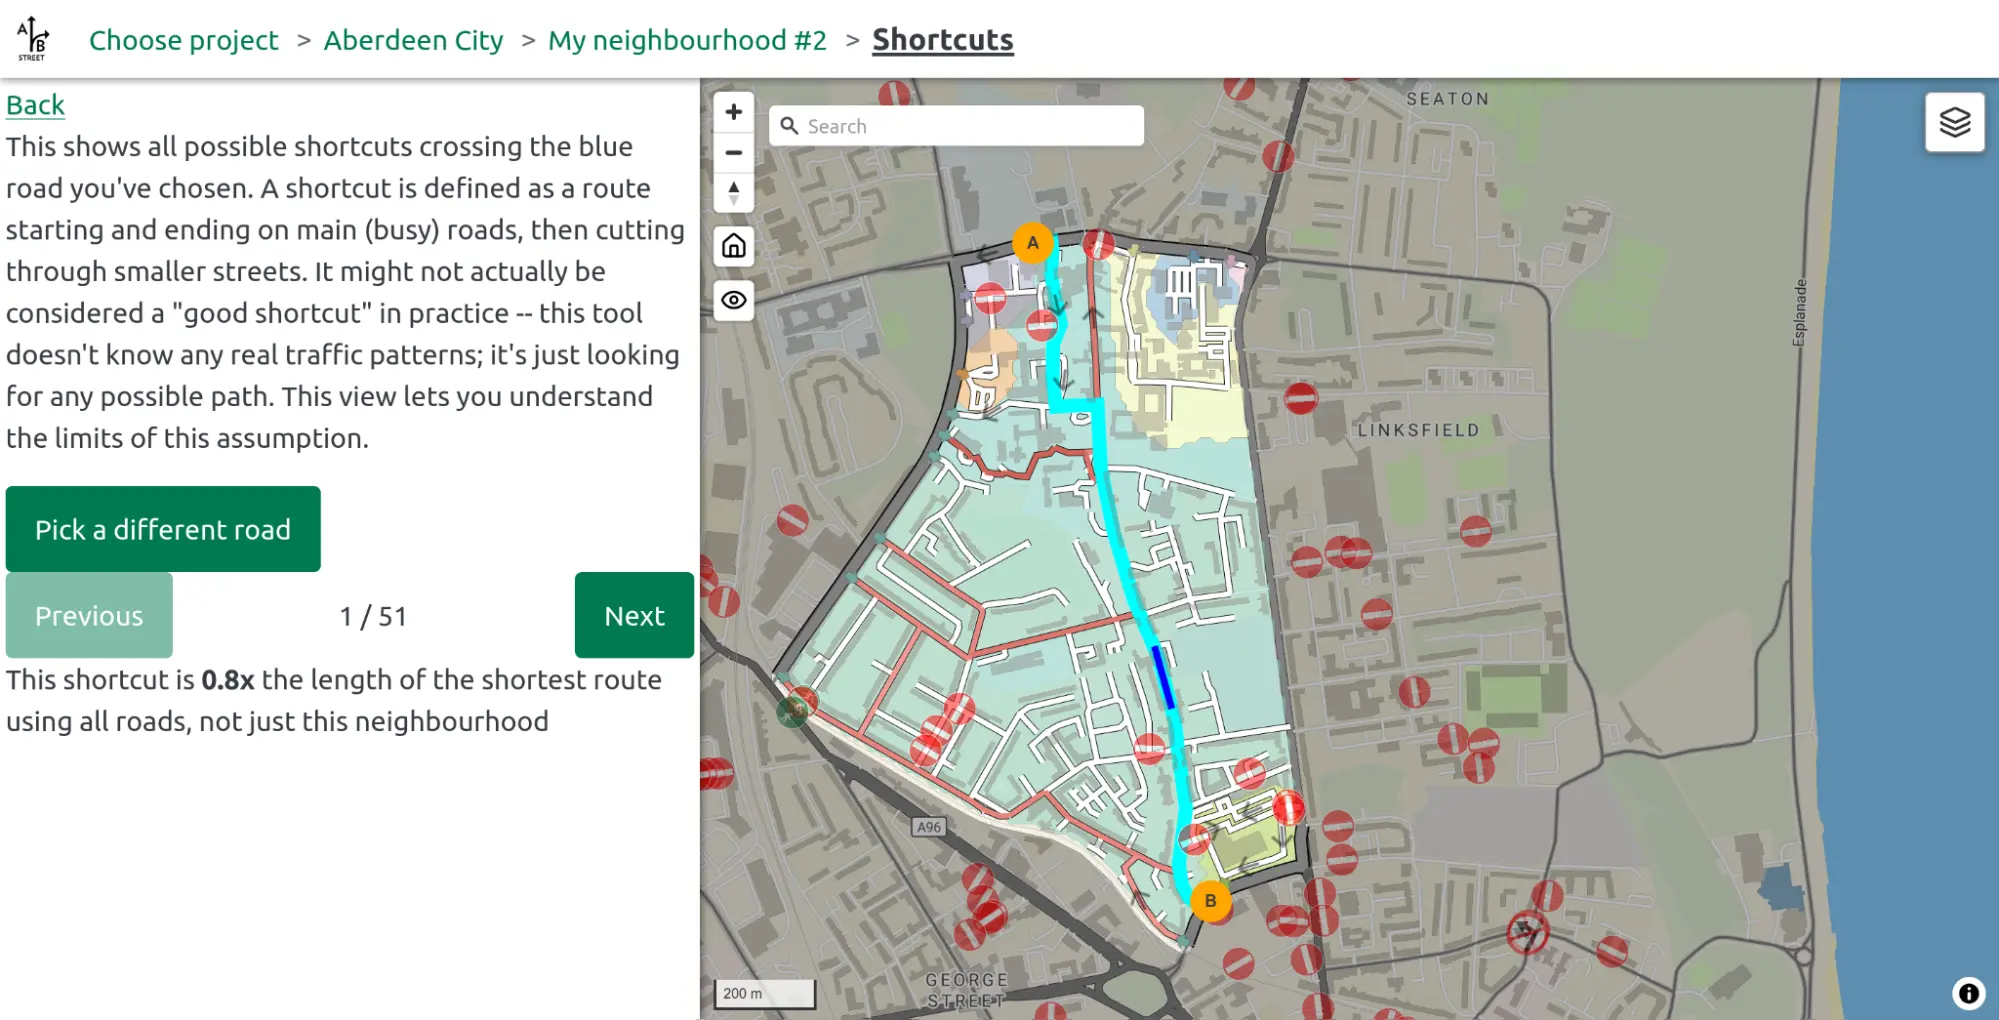 A
B
STREET
Choose project > Aberdeen City > My neighbourhood #2 > Shortcuts
Back
This shows all possible shortcuts crossing the blue
road you've chosen. A shortcut is defined as a route
starting and ending on main (busy) roads, then cutting
through smaller streets. It might not actually be
considered a "good shortcut" in practice -- this tool
doesn't know any real traffic patterns; it's just looking
for any possible path. This view lets you understand
the limits of this assumption.
Pick a different road
Previous
1 / 51
Next
This shortcut is 0.8x the length of the shortest route
using all roads, not just this neighbourhood
Search
SEATON
A
Esplanade
LINKSFIELD
A96
B
GEORGE
STREET
200 m